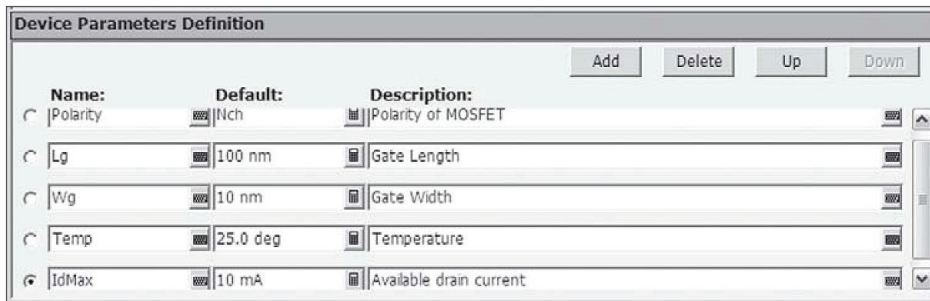 Device Parameters Definition
Add Delete Up Down
Name: Default: Description:
Polarity Nch Polarity of MOSFET
Lg 100 nm Gate Length
Wg 10 nm Gate Width
Temp 25.0 deg Temperature
IdMax 10 mA Available drain current